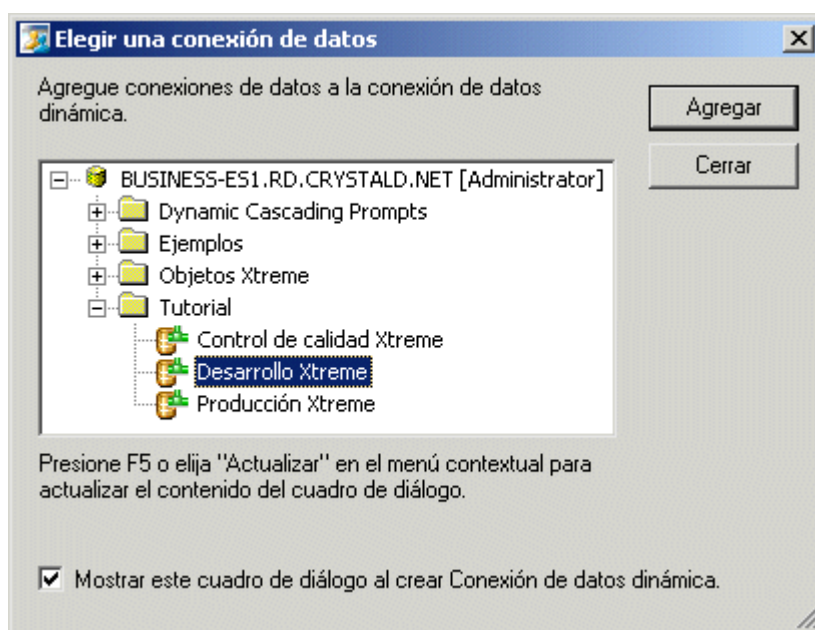 Elegir una conexión de datos
Agregue conexiones de datos a la conexión de datos
dinámica.
Agregar
Cerrar
BUSINESS-ES1.RD.CRYSTALD.NET [Administrator]
Dynamic Cascading Prompts
Ejemplos
Objetos Xtreme
Tutorial
Control de calidad Xtreme
Desarrollo Xtreme
Producción Xtreme
Presione F5 o elija "Actualizar" en el menú contextual para
actualizar el contenido del cuadro de diálogo.
Mostrar este cuadro de diálogo al crear Conexión de datos dinámica.